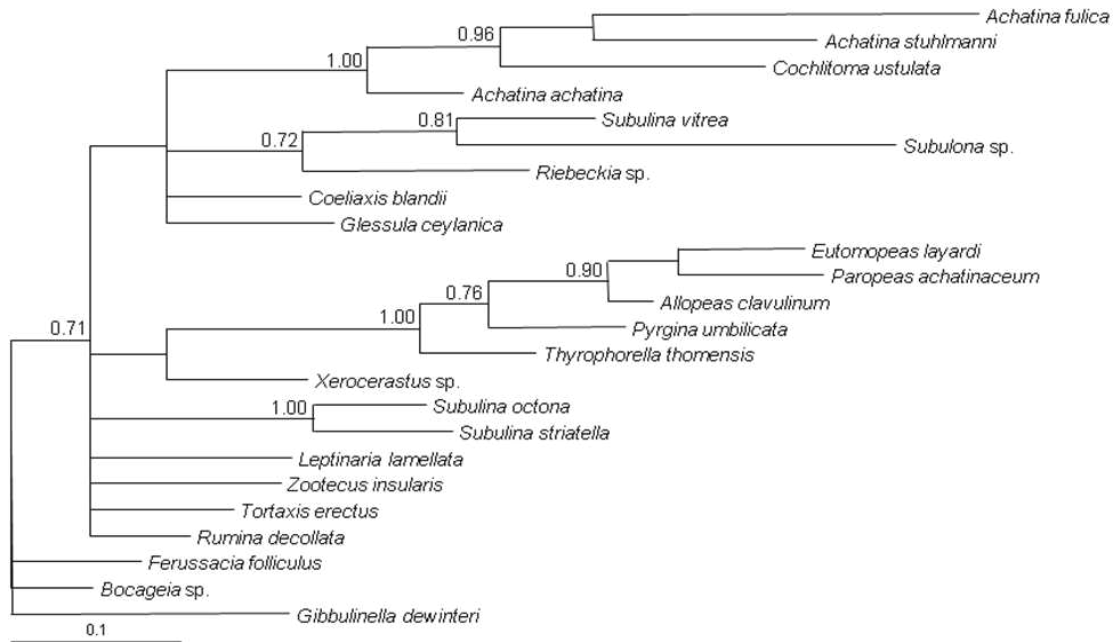 Achatina fulica
0.96
Achatina stuhlmanni
1.00
Cochlitoma ustulata
Achatina achatina
0.81
Subulina vitrea
0.72
Subulona sp.
Riebeckia sp.
Coeliaxis blandii
Glessula ceylanica
Eutomopeas layardi
0.90
Paropeas achatinaceum
0.76
Allopeas clavulinum
1.00
Pyrgina umbilicata
0.71
Thyrophorella thomensis
Xerocerastus sp.
1.00
Subulina octona
Subulina striatella
Leptinaria lamellata
Zootecus insularis
Tortaxis erectus
Rumina decollata
Ferussacia folliculus
Bocageia sp.
Gibbulinella dewinteri
0.1